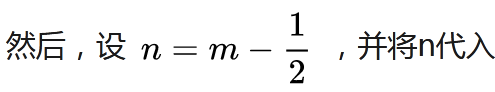 然后，设 n = m − 1/2 ，并将n代入